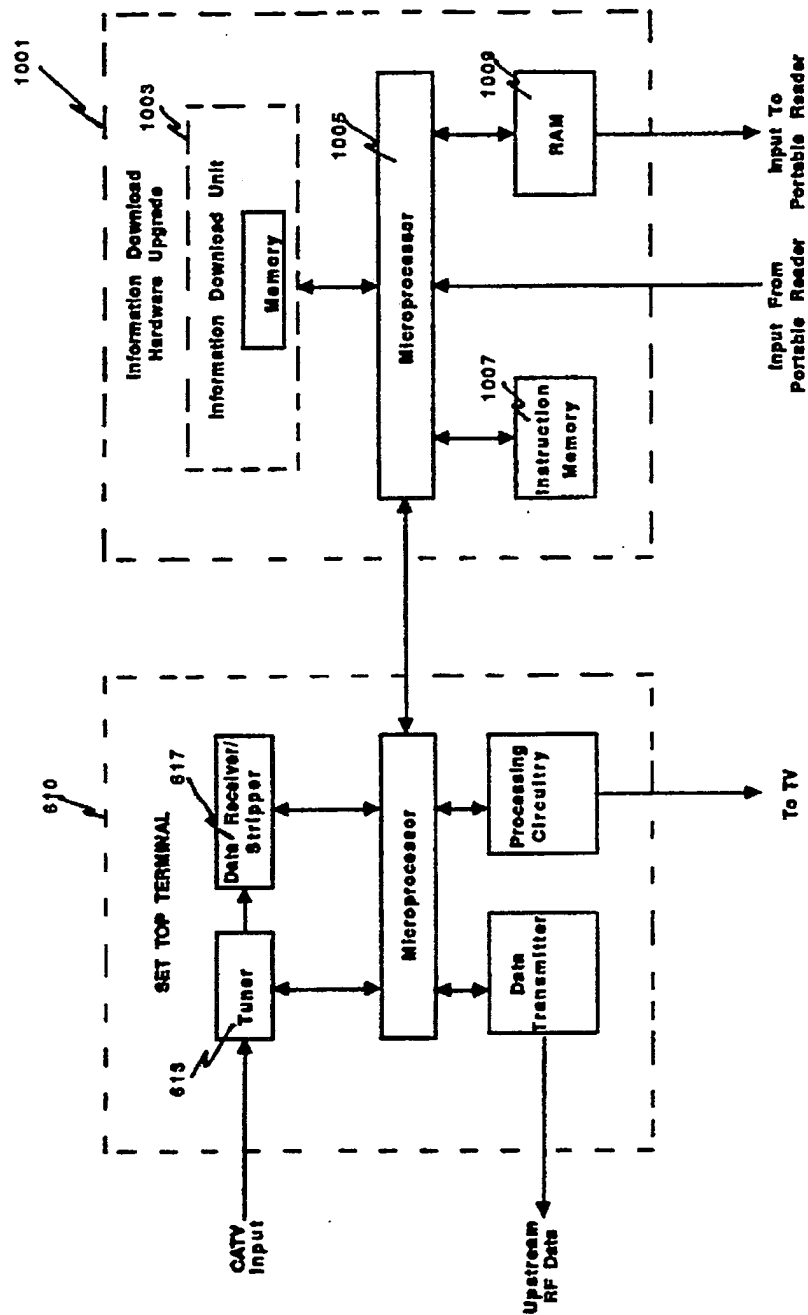 610
SET TOP TERMINAL
613
Tuner
617
Data Receiver/
Stripper
CATV
Input
Microprocessor
Data
Transmitter
Processing
Circuitry
Upstream
RF Data
To TV
1001
Information Download
Hardware Upgrade
1003
Information Download Unit
Memory
1005
Microprocessor
1007
Instruction
Memory
1009
RAM
Input From
Portable Reader
Input To
Portable Reader